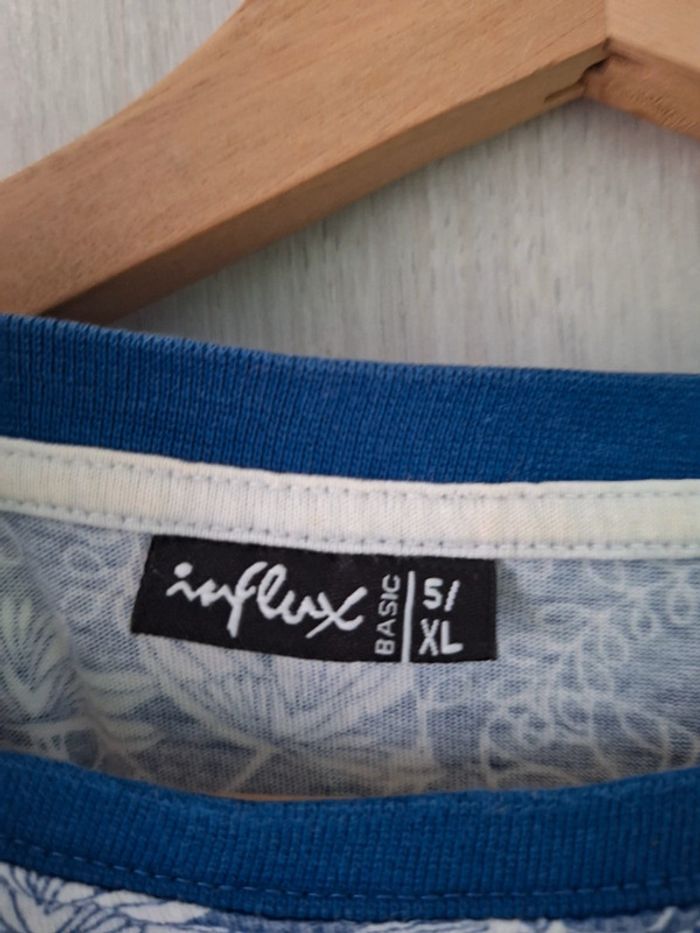 influx
BASIC
5/
XL